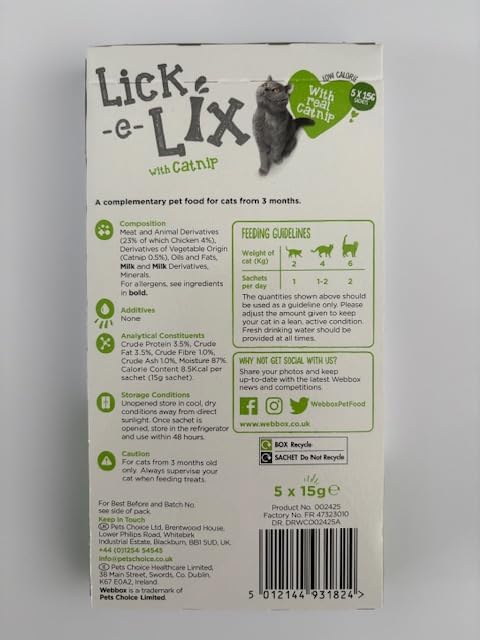 Lick
-e- Lix
with Catnip
LOW CALORIE
With
real
Catnip
5 X 15G
SACHETS
A complementary pet food for cats from 3 months.
Composition
Meat and Animal Derivatives
(23% of which Chicken 4%),
Derivatives of Vegetable Origin
(Catnip 0.5%), Oils and Fats,
Milk and Milk Derivatives,
Minerals.
For allergens, see ingredients
in bold.
Additives
None
Analytical Constituents
Crude Protein 3.5%, Crude
Fat 3.5%, Crude Fibre 1.0%,
Crude Ash 1.0%, Moisture 87%.
Calorie Content 8.5Kcal per
sachet (15g sachet).
Storage Conditions
Unopened store in cool, dry
conditions away from direct
sunlight. Once sachet is
opened, store in the refrigerator
and use within 48 hours.
Caution
For cats from 3 months old
only. Always supervise your
cat when feeding treats.
FEEDING GUIDELINES
Weight of
cat (Kg) 2 4 6
Sachets
per day 1 1-2 2
The quantities shown above should
be used as a guideline only. Please
adjust the amount given to keep
your cat in a lean, active condition.
Fresh drinking water should be
provided at all times.
WHY NOT GET SOCIAL WITH US?
Share your photos and keep
up-to-date with the latest Webbox
news and competitions.
WebboxPetFood
www.webbox.co.uk
BOX Recycle
SACHET Do Not Recycle
5 x 15g e
Product No. 002425
Factory No. FR 47323010
DR. DRWCD02425A
For Best Before and Batch No.
see side of pack.
Keep in Touch
UK Pets Choice Ltd, Brentwood House,
Lower Philips Road, Whitebirk
Industrial Estate, Blackburn, BB1 5UD, UK.
+44 (0)1254 54545
info@petschoice.co.uk
E Pets Choice Healthcare Limited,
38 Main Street, Swords, Co. Dublin,
K67 E0A2, Ireland.
Webbox is a trademark of
Pets Choice Limited.
5 012144 931824 >